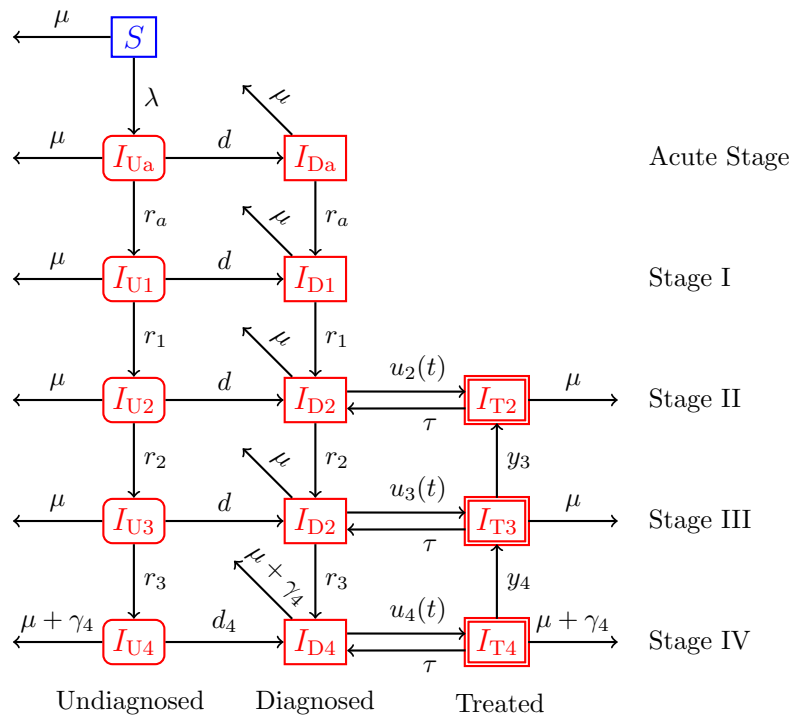 μ S
λ
μ I_Ua d μ I_Da Acute Stage
r_a r_a
μ I_U1 d μ I_D1 Stage I
r_1 r_1
μ I_U2 d μ I_D2 u_2(t) τ I_T2 μ Stage II
r_2 r_2 y_3
μ I_U3 d μ I_D2 u_3(t) τ I_T3 μ Stage III
r_3 r_3 y_4
μ + γ_4 I_U4 d_4 μ + γ_4 I_D4 u_4(t) τ I_T4 μ + γ_4 Stage IV
Undiagnosed Diagnosed Treated